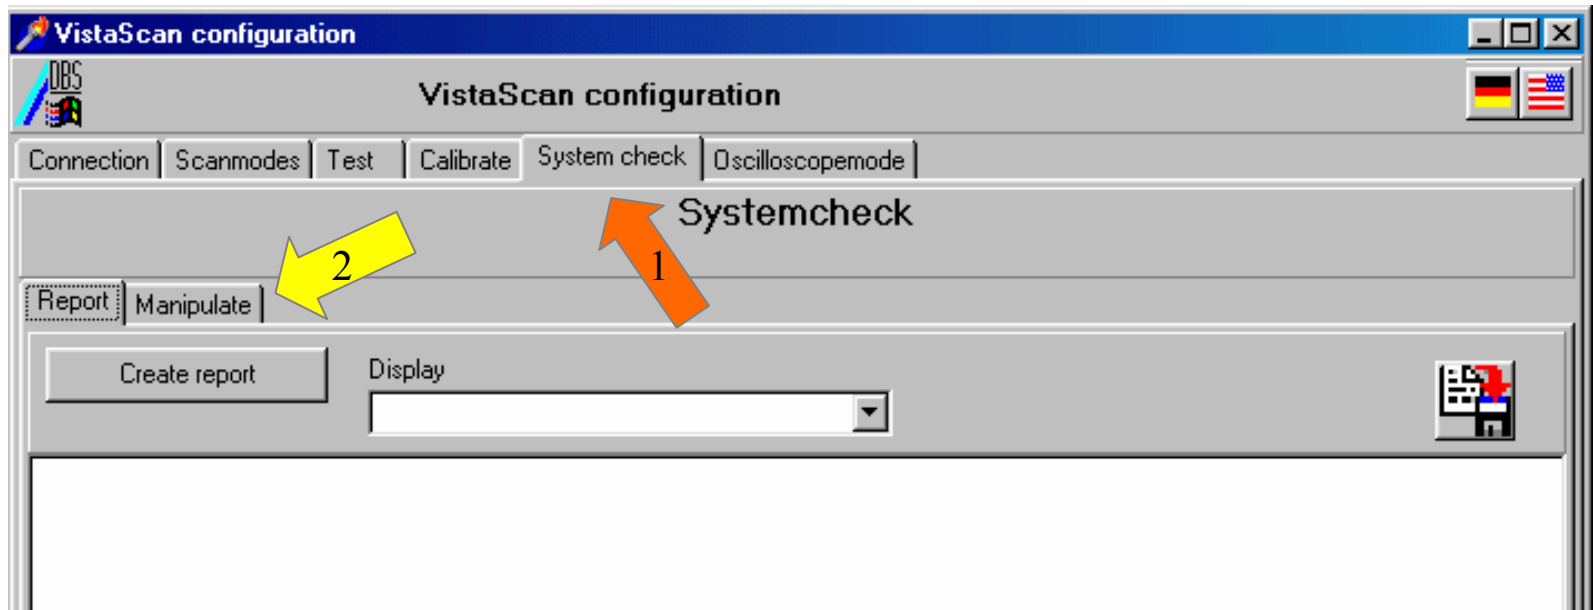 VistaScan configuration
DBS
VistaScan configuration
Connection Scanmodes Test Calibrate System check Oscilloscopemode
Systemcheck
2 1
Report Manipulate
Create report Display